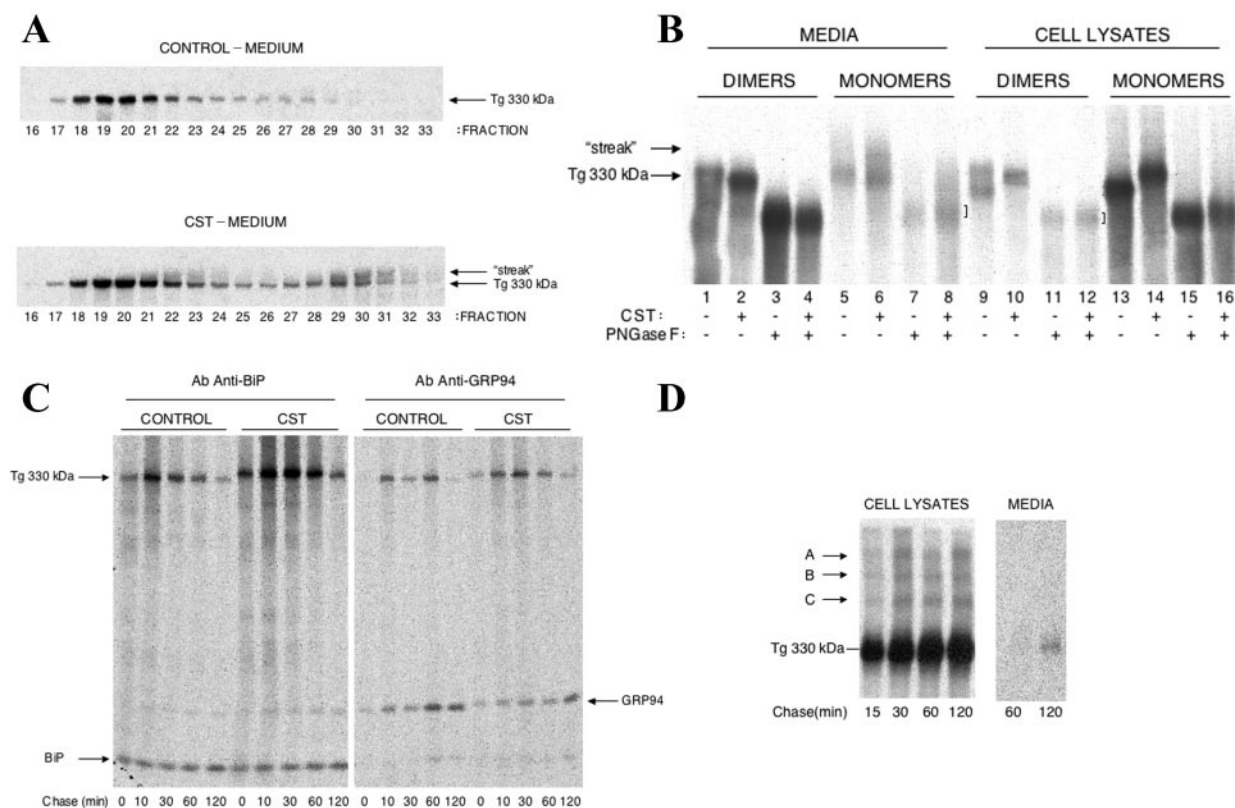 A
CONTROL – MEDIUM
Tg 330 kDa
16 17 18 19 20 21 22 23 24 25 26 27 28 29 30 31 32 33 :FRACTION
CST – MEDIUM
"streak"
Tg 330 kDa
16 17 18 19 20 21 22 23 24 25 26 27 28 29 30 31 32 33 :FRACTION
B
MEDIA CELL LYSATES
DIMERS MONOMERS DIMERS MONOMERS
"streak"
Tg 330 kDa
] ]
1 2 3 4 5 6 7 8 9 10 11 12 13 14 15 16
CST : - + - + - + - + - + - + - + - +
PNGase F: - - + + - - + + - - + + - - + +
C
Ab Anti-BiP Ab Anti-GRP94
CONTROL CST CONTROL CST
Tg 330 kDa
GRP94
BiP
Chase (min) 0 10 30 60 120 0 10 30 60 120 0 10 30 60 120 0 10 30 60 120
D
CELL LYSATES MEDIA
A
B
C
Tg 330 kDa
Chase(min) 15 30 60 120 60 120